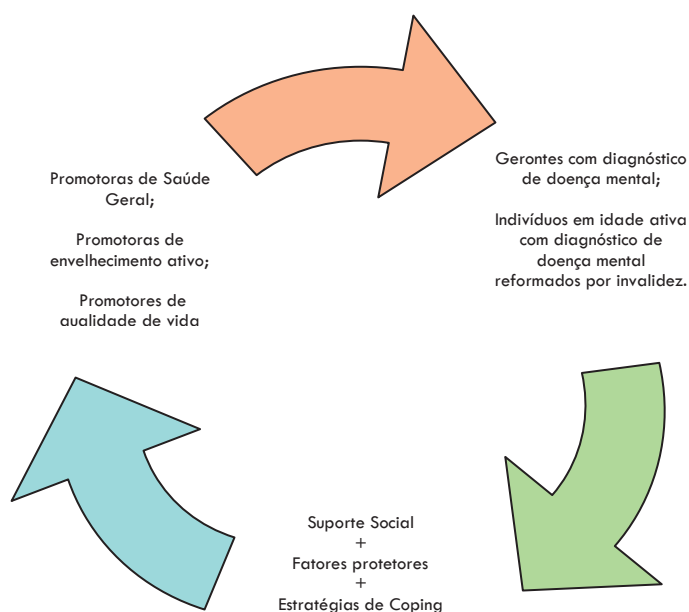 Promotoras de Saúde
Geral;
Promotoras de
envelhecimento ativo;
Promotores de
aualidade de vida
Gerontes com diagnóstico
de doença mental;
Indivíduos em idade ativa
com diagnóstico de
doença mental
reformados por invalidez.
Suporte Social
+
Fatores protetores
+
Estratégias de Coping